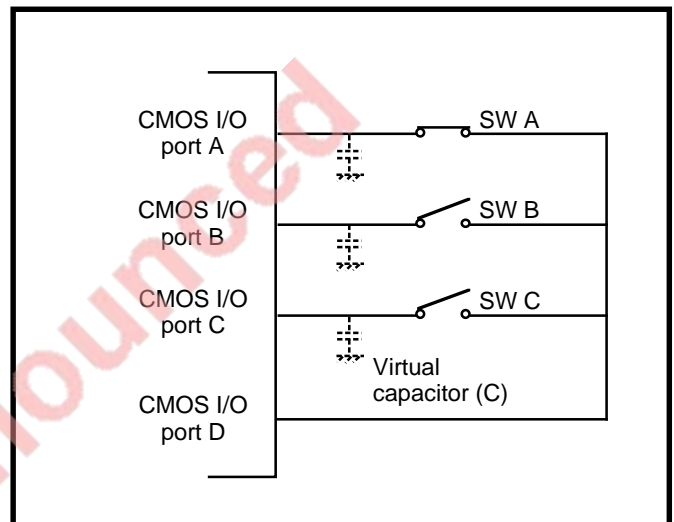 CMOS I/O
port A
SW A
CMOS I/O
port B
SW B
CMOS I/O
port C
SW C
Virtual
capacitor (C)
CMOS I/O
port D